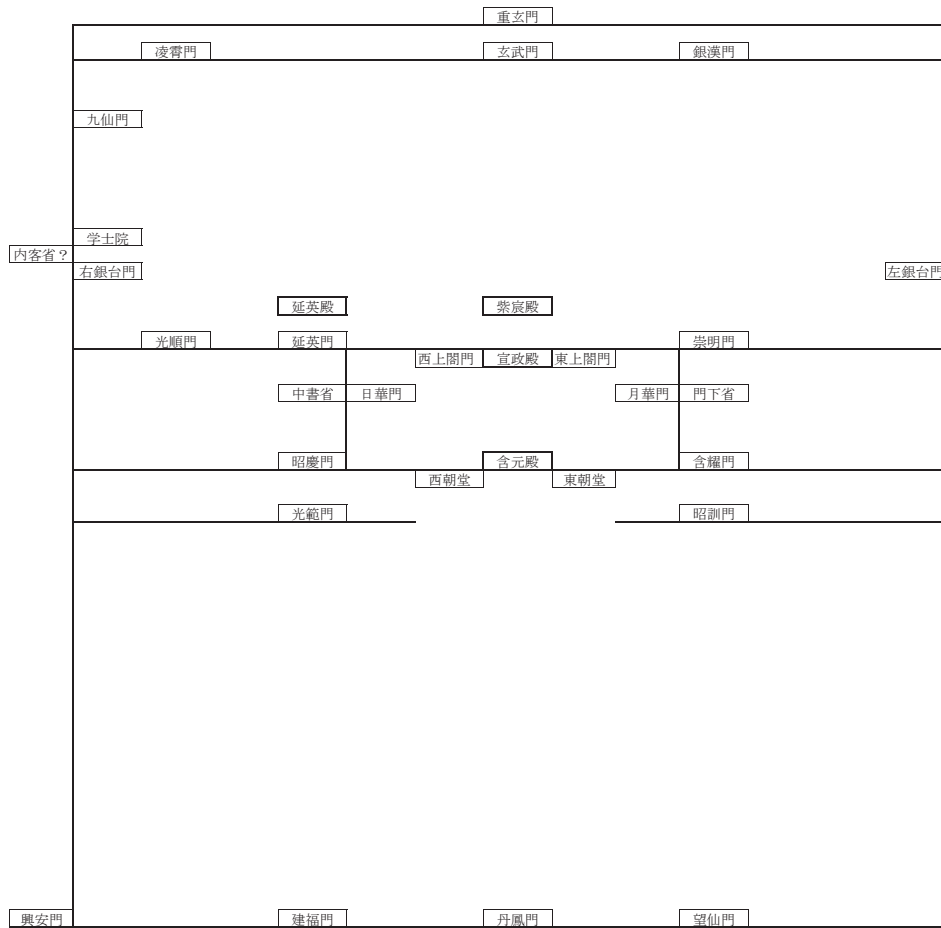 重玄門
凌霄門
玄武門
銀漢門
九仙門
学士院
内客省？
右銀台門
左銀台門
延英殿
紫宸殿
光順門
延英門
崇明門
西上閤門
宣政殿
東上閤門
中書省
日華門
月華門
門下省
昭慶門
含元殿
含耀門
西朝堂
東朝堂
光範門
昭訓門
興安門
建福門
丹鳳門
望仙門